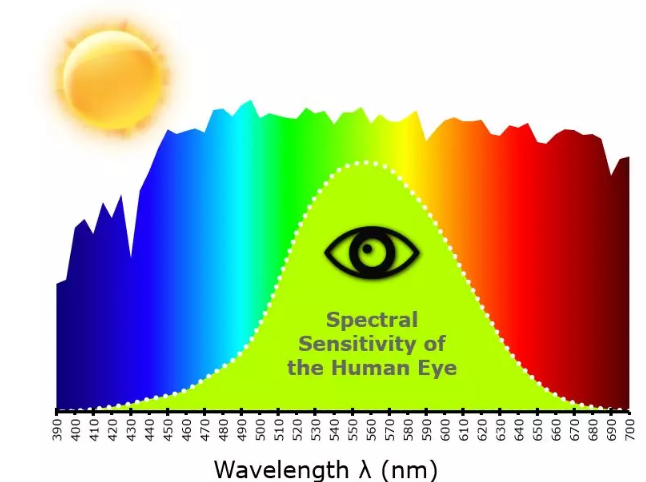 Spectral
Sensitivity of
the Human Eye
390 400 410 420 430 440 450 460 470 480 490 500 510 520 530 540 550 560 570 580 590 600 610 620 630 640 650 660 670 680 690 700
Wavelength λ (nm)